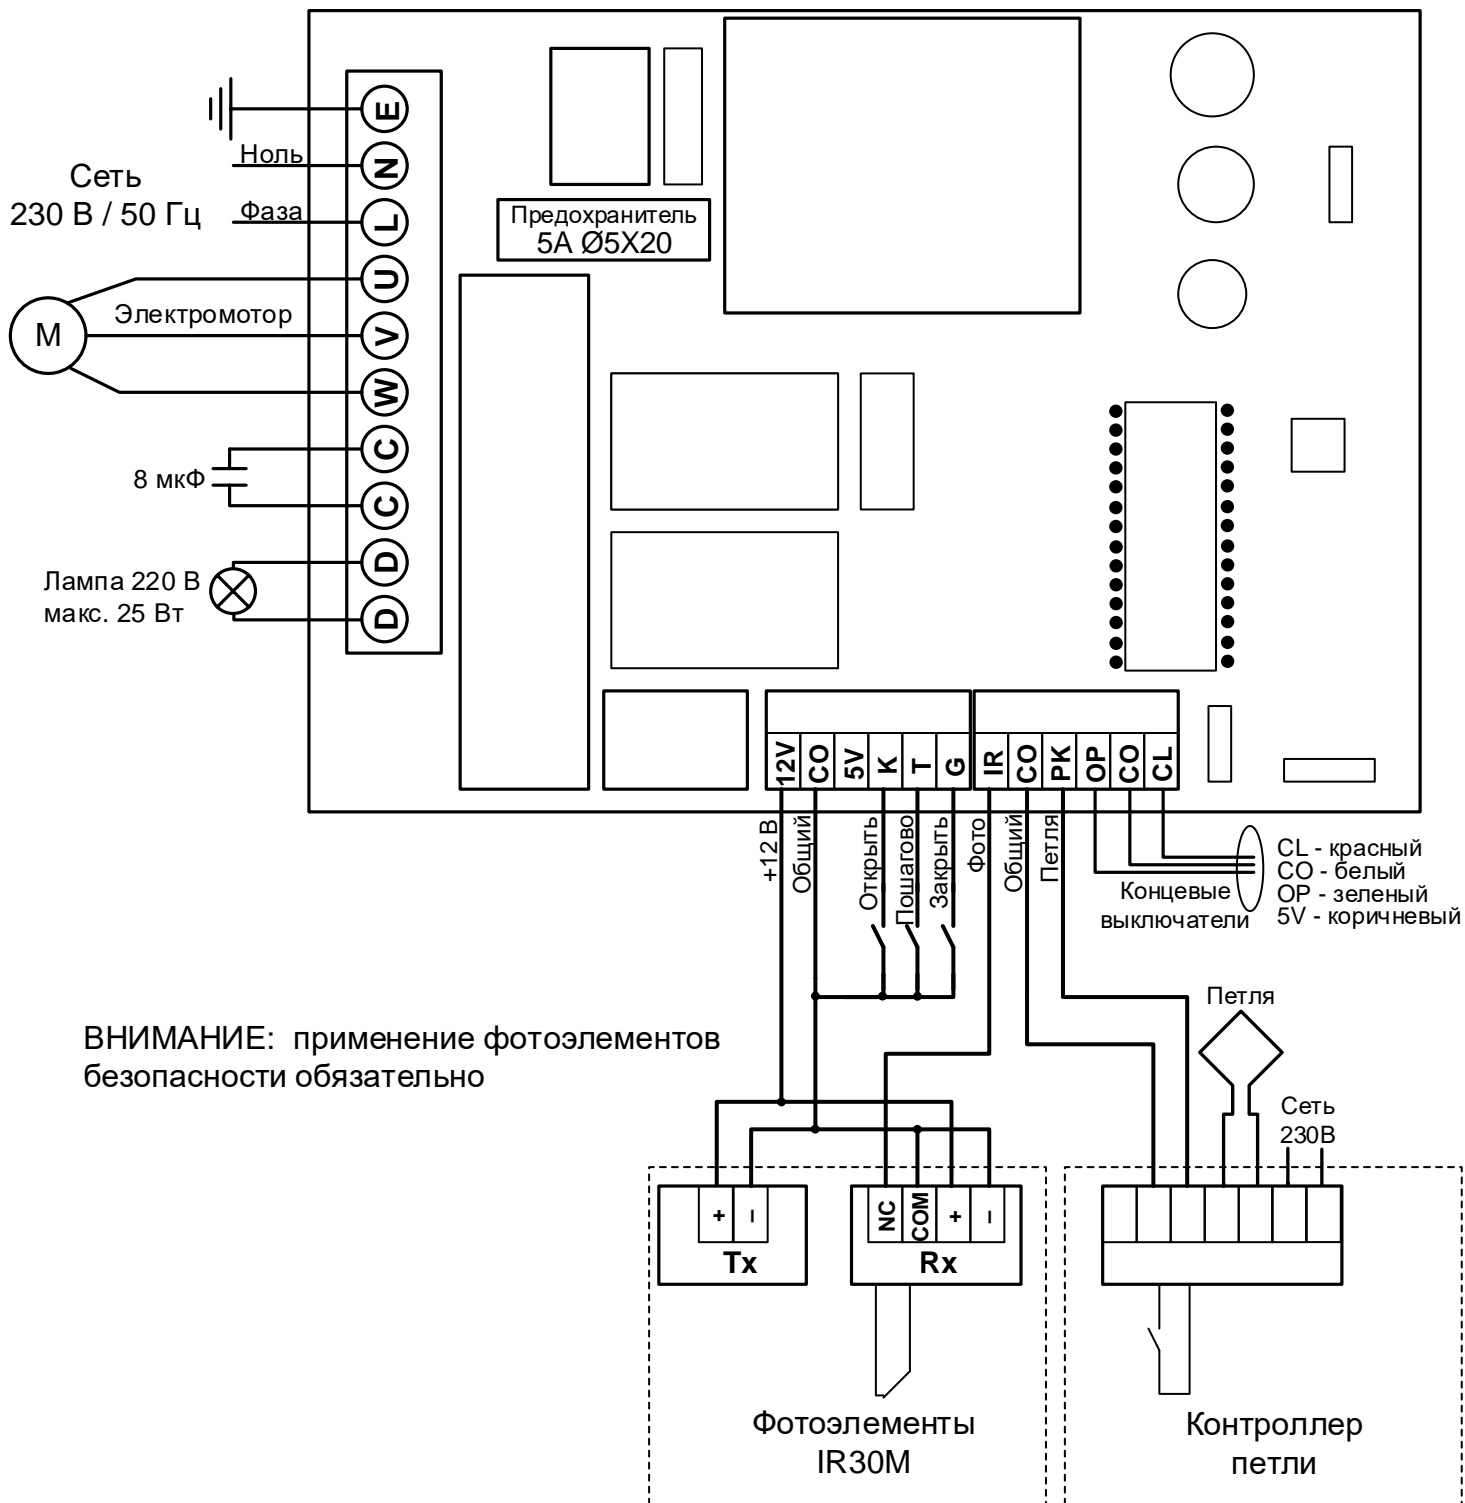 E
Ноль
N
Сеть
230 В / 50 Гц
Фаза
L
Предохранитель
5А Ø5Х20
U
Электромотор
M
V
W
C
8 мкФ
C
D
Лампа 220 В
макс. 25 Вт
D
12V
CO
5V
K
T
G
IR
CO
PK
OP
CO
CL
+12 В
Общий
Открыть
Пошагово
Закрыть
Фото
Общий
Петля
Концевые
выключатели
CL - красный
CO - белый
OP - зеленый
5V - коричневый
ВНИМАНИЕ: применение фотоэлементов
безопасности обязательно
Петля
Сеть
230В
+
–
Tx
NC
COM
+
–
Rx
Фотоэлементы
IR30M
Контроллер
петли